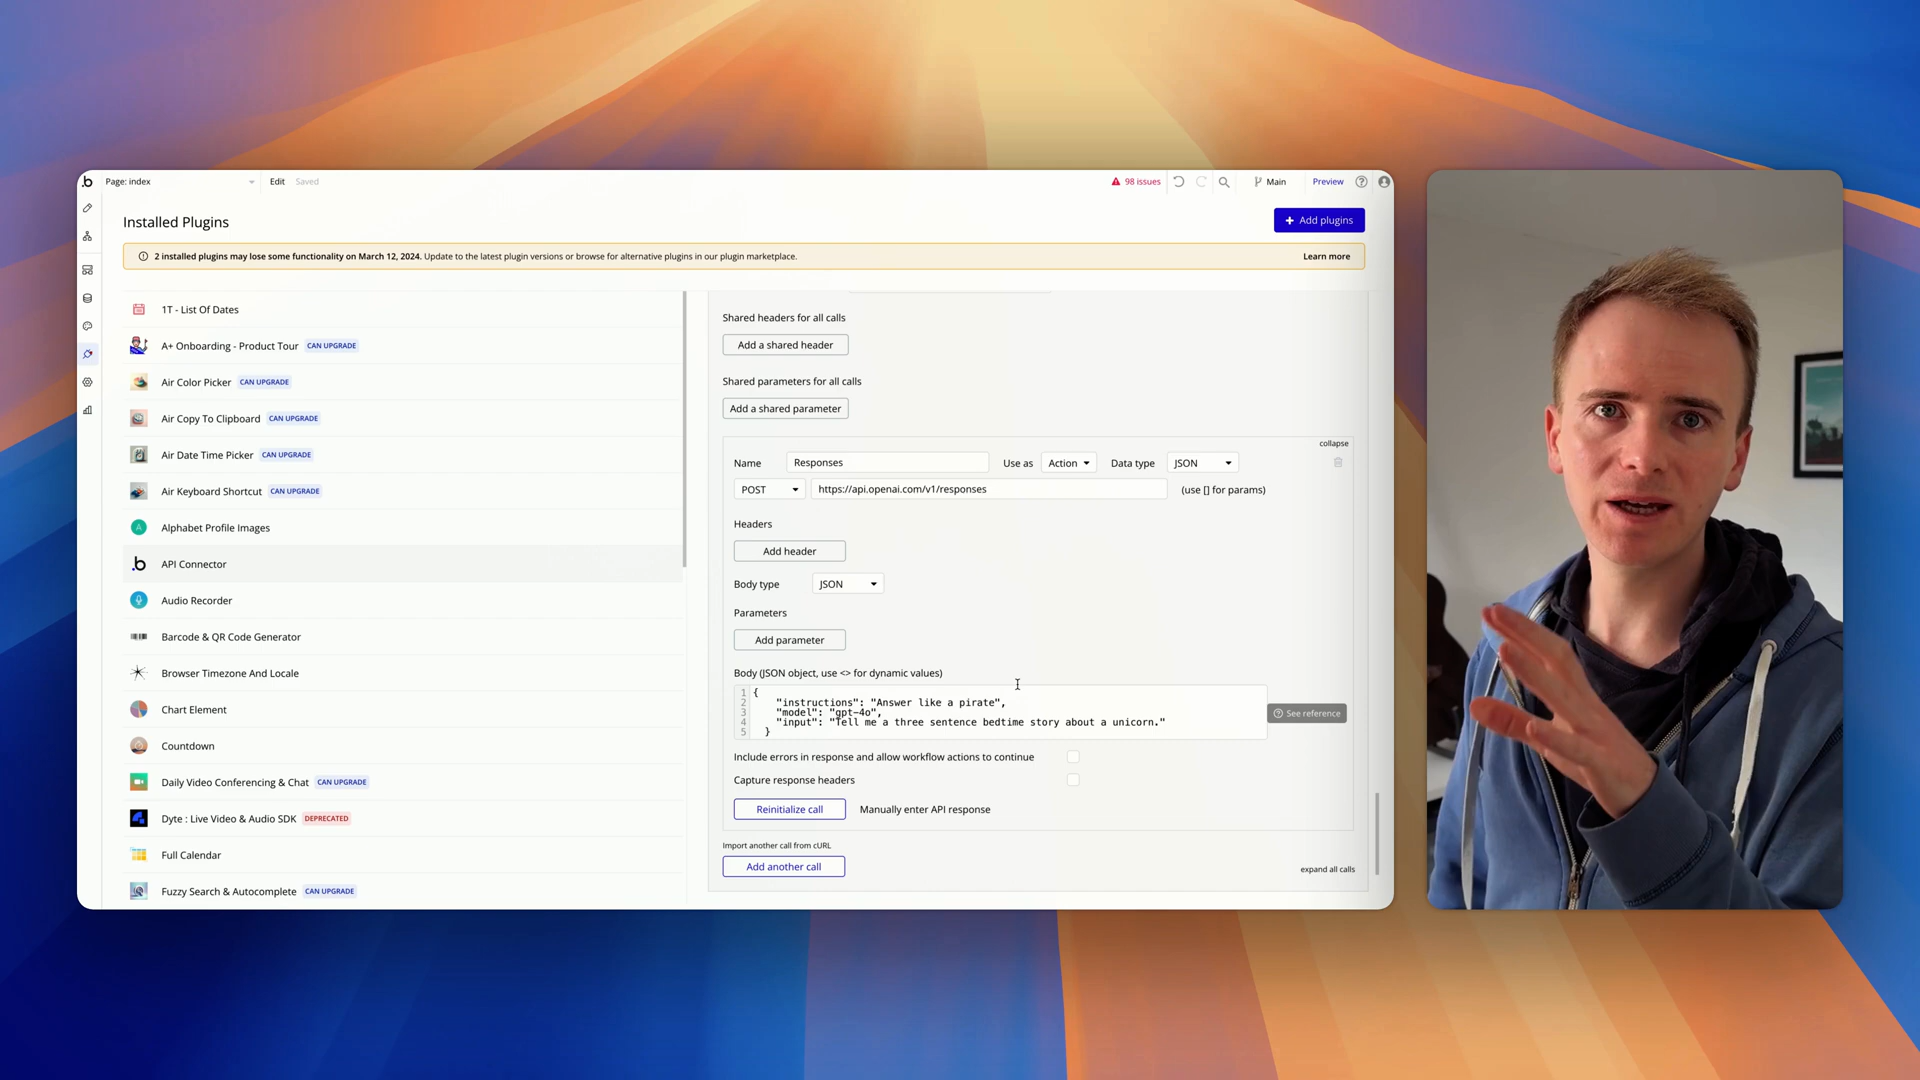 Page: index
Edit
Saved
98 issues
Main
Preview
Installed Plugins
+ Add plugins
2 installed plugins may lose some functionality on March 12, 2024. Update to the latest plugin versions or browse for alternative plugins in our plugin marketplace.
Learn more
1T - List Of Dates
A+ Onboarding - Product Tour CAN UPGRADE
Air Color Picker CAN UPGRADE
Air Copy To Clipboard CAN UPGRADE
Air Date Time Picker CAN UPGRADE
Air Keyboard Shortcut CAN UPGRADE
A Alphabet Profile Images
.b API Connector
Audio Recorder
Barcode & QR Code Generator
Browser Timezone And Locale
Chart Element
Countdown
Daily Video Conferencing & Chat CAN UPGRADE
Dyte : Live Video & Audio SDK DEPRECATED
Full Calendar
Fuzzy Search & Autocomplete CAN UPGRADE
Shared headers for all calls
Add a shared header
Shared parameters for all calls
Add a shared parameter
collapse
Name Responses Use as Action Data type JSON
POST https://api.openai.com/v1/responses (use [] for params)
Headers
Add header
Body type JSON
Parameters
Add parameter
Body (JSON object, use <> for dynamic values)
1 {
2 "instructions": "Answer like a pirate",
3 "model": "gpt-4o",
4 "input": "Tell me a three sentence bedtime story about a unicorn."
5 }
See reference
Include errors in response and allow workflow actions to continue
Capture response headers
Reinitialize call Manually enter API response
Import another call from cURL
Add another call
expand all calls